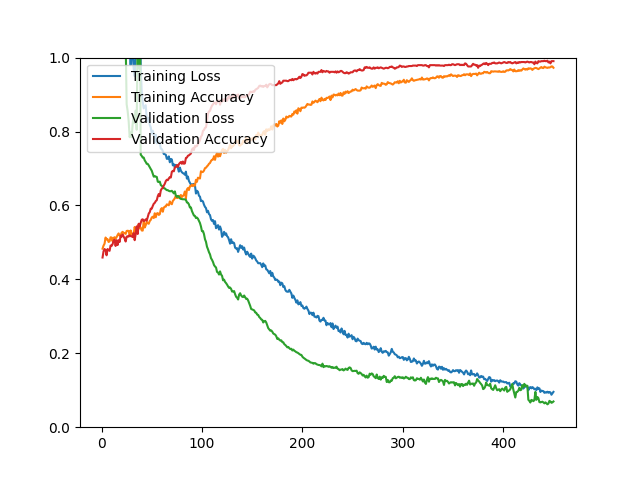 1.0
0.8
0.6
0.4
0.2
0.0
Training Loss
Training Accuracy
Validation Loss
Validation Accuracy
0 100 200 300 400